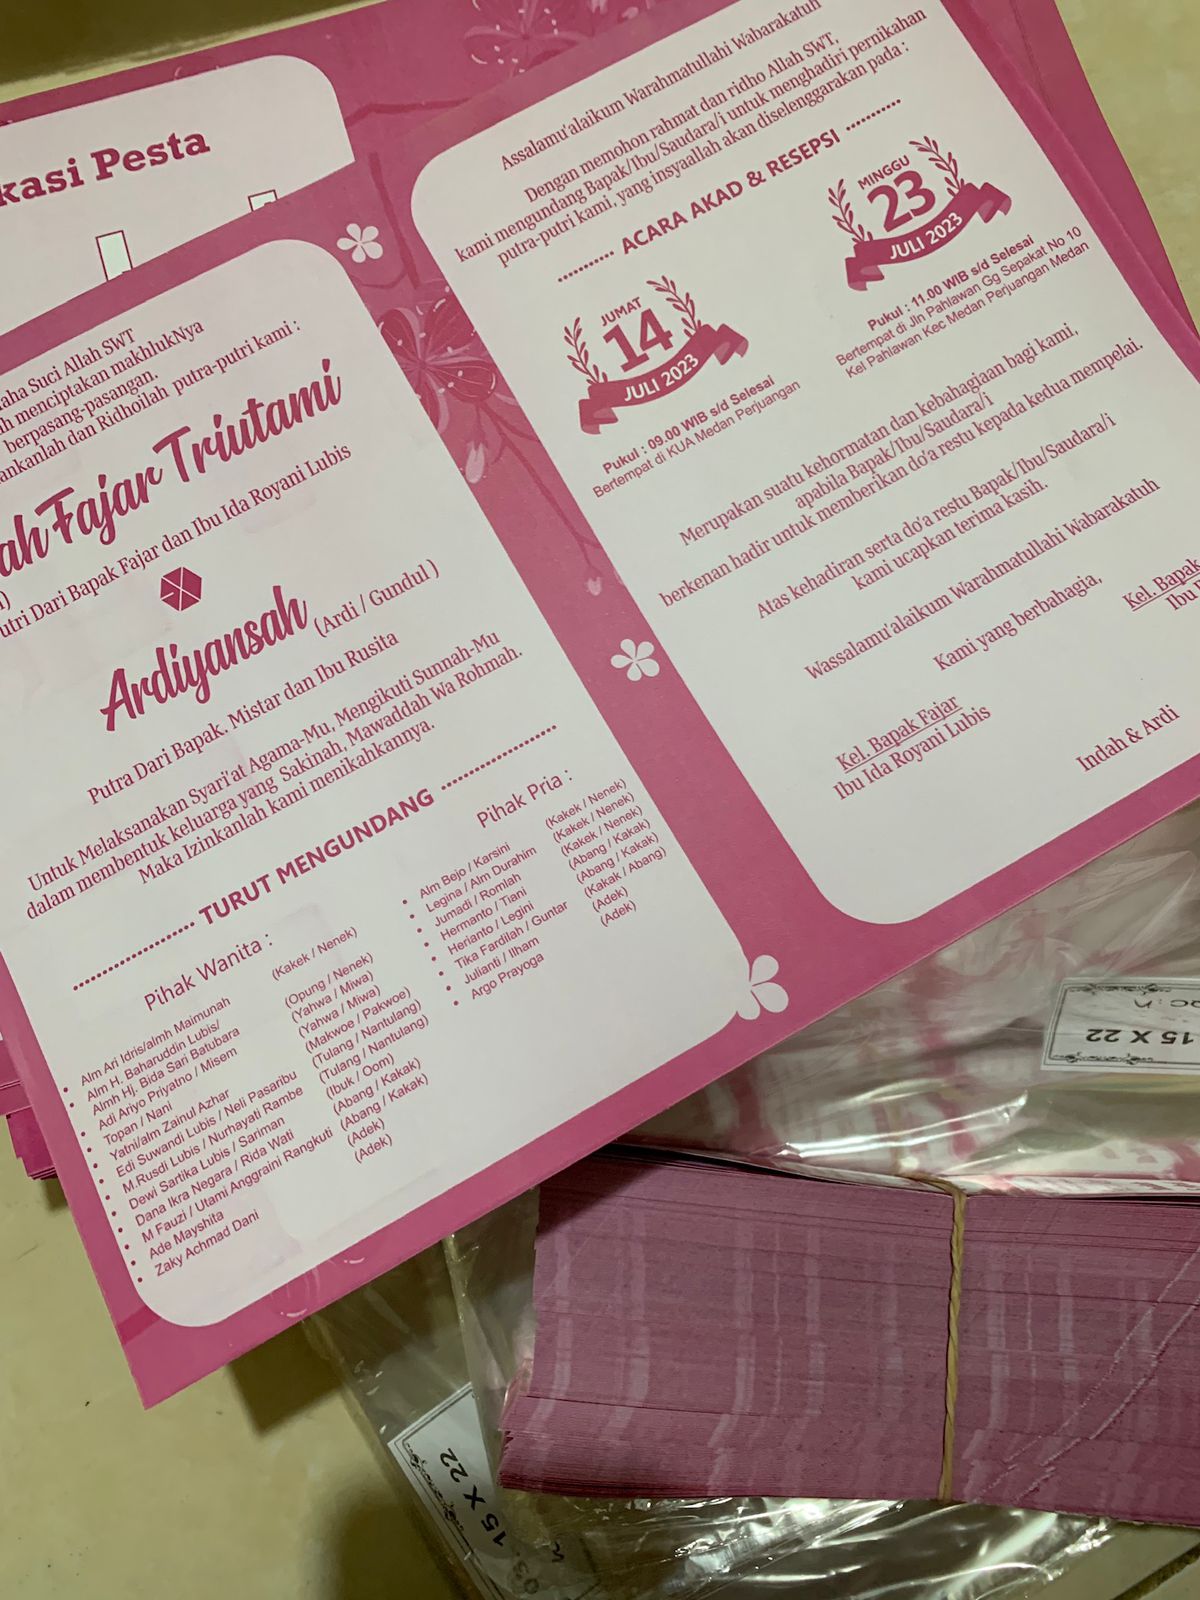 kasi Pesta
aha Suci Allah SWT
ah menciptakan makhlukNya
berpasang-pasangan.
ankanlah dan Ridhoilah putra-putri kami :
ah Fajar Triutami
utri Dari Bapak Fajar dan Ibu Ida Royani Lubis
Ardiyansah (Ardi / Gundul )
Putra Dari Bapak. Mistar dan Ibu Rusita
Untuk Melaksanakan Syari'at Agama-Mu, Mengikuti Sunnah-Mu
dalam membentuk keluarga yang Sakinah, Mawaddah Wa Rohmah.
Maka Izinkanlah kami menikahkannya.
TURUT MENGUNDANG
Pihak Wanita :
Alm Ari Idris/almh Maimunah (Kakek / Nenek)
Alm H. Baharuddin Lubis/
Almh Hj. Bida Sari Batubara (Opung / Nenek)
Adi Ariyo Priyatno / Misem (Yahwa / Miwa)
Topan / Nani (Yahwa / Miwa)
Yatni/alm Zainul Azhar (Makwoe / Pakwoe)
Edi Suwandi Lubis / Neli Pasaribu (Tulang / Nantulang)
M.Rusdi Lubis / Nurhayati Rambe (Tulang / Nantulang)
Dewi Sartika Lubis / Sariman (Ibuk / Oom)
Dana Ikra Negara / Rida Wati (Abang / Kakak)
M Fauzi / Utami Anggraini Rangkuti (Abang / Kakak)
Ade Mayshita (Adek)
Zaky Achmad Dani (Adek)
Pihak Pria :
Alm Bejo / Karsini (Kakek / Nenek)
Legina / Alm Durahim (Kakek / Nenek)
Jumadi / Romlah (Kakek / Nenek)
Hermanto / Tiani (Abang / Kakak)
Herianto / Legini (Abang / Kakak)
Tika Fardilah / Guntar (Kakak / Abang)
Julianti / Ilham (Adek)
Argo Prayoga (Adek)
Assalamu'alaikum Warahmatullahi Wabarakatuh
Dengan memohon rahmat dan ridho Allah SWT,
kami mengundang Bapak/Ibu/Saudara/i untuk menghadiri pernikahan
putra-putri kami, yang insyaallah akan diselenggarakan pada :
ACARA AKAD & RESEPSI
JUMAT
14
JULI 2023
Pukul : 09.00 WIB s/d Selesai
Bertempat di KUA Medan Perjuangan
MINGGU
23
JULI 2023
Pukul : 11.00 WIB s/d Selesai
Bertempat di Jln Pahlawan Gg Sepakat No 10
Kel Pahlawan Kec Medan Perjuangan Medan
Merupakan suatu kehormatan dan kebahagiaan bagi kami,
apabila Bapak/Ibu/Saudara/i
berkenan hadir untuk memberikan do'a restu kepada kedua mempelai.
Atas kehadiran serta do'a restu Bapak/Ibu/Saudara/i
kami ucapkan terima kasih.
Wassalamu'alaikum Warahmatullahi Wabarakatuh
Kami yang berbahagia,
Kel. Bapak Fajar
Ibu Ida Royani Lubis
Kel. Bapak
Ibu
Indah & Ardi
15 X 22
15 X 22